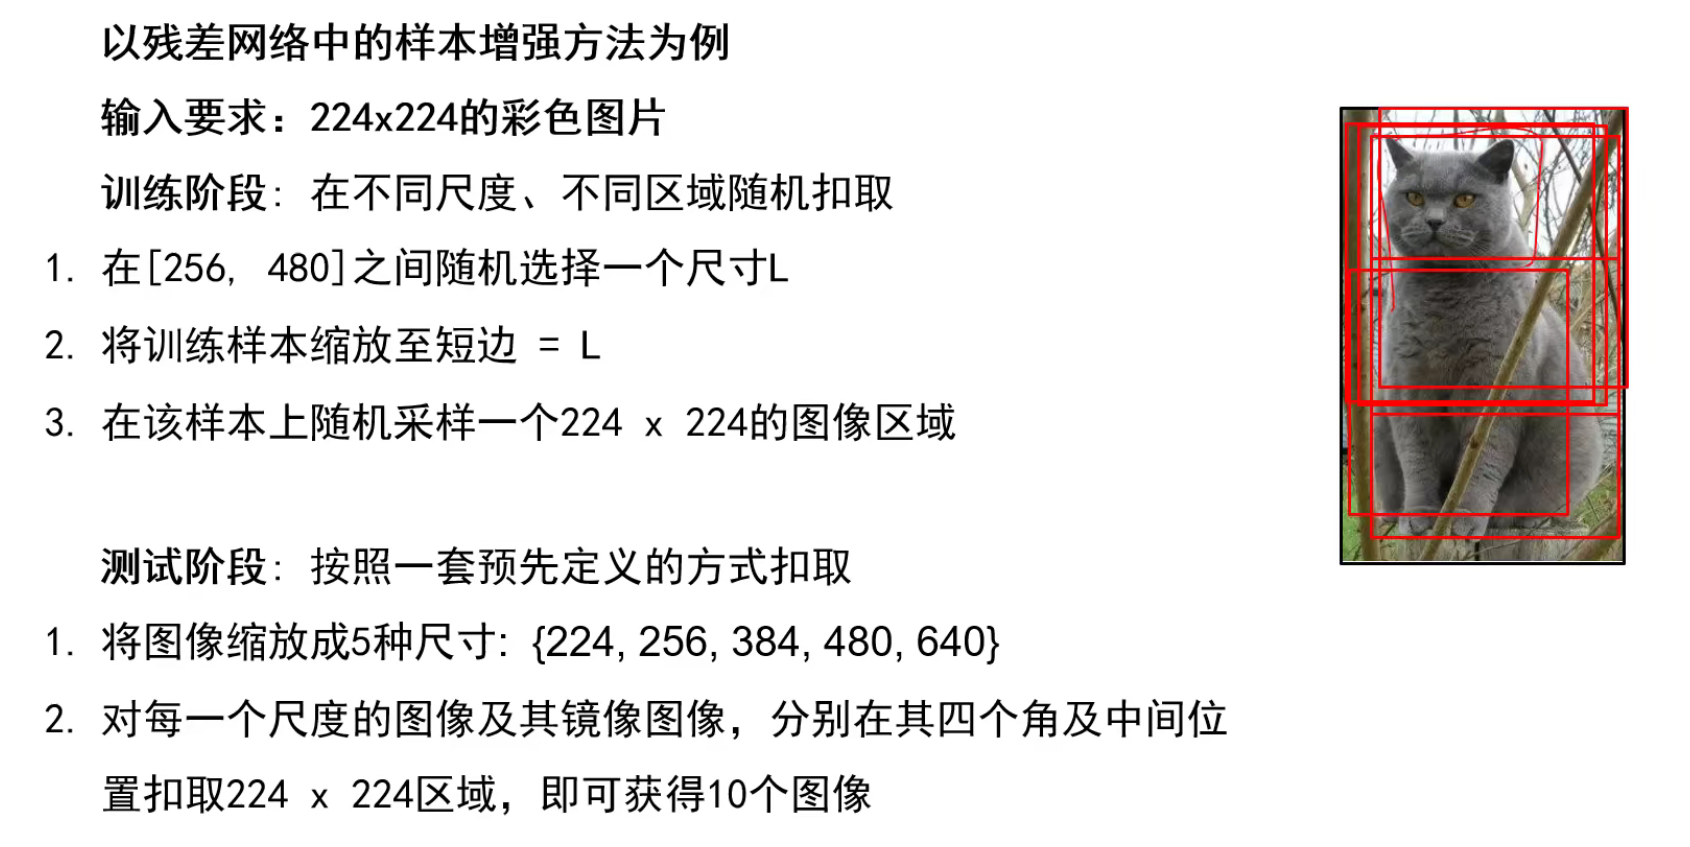 以残差网络中的样本增强方法为例
输入要求：224x224的彩色图片
训练阶段：在不同尺度、不同区域随机扣取
1. 在[256, 480]之间随机选择一个尺寸L
2. 将训练样本缩放至短边 = L
3. 在该样本上随机采样一个224 x 224的图像区域
测试阶段：按照一套预先定义的方式扣取
1. 将图像缩放成5种尺寸：{224, 256, 384, 480, 640}
2. 对每一个尺度的图像及其镜像图像，分别在其四个角及中间位
置扣取224 x 224区域，即可获得10个图像